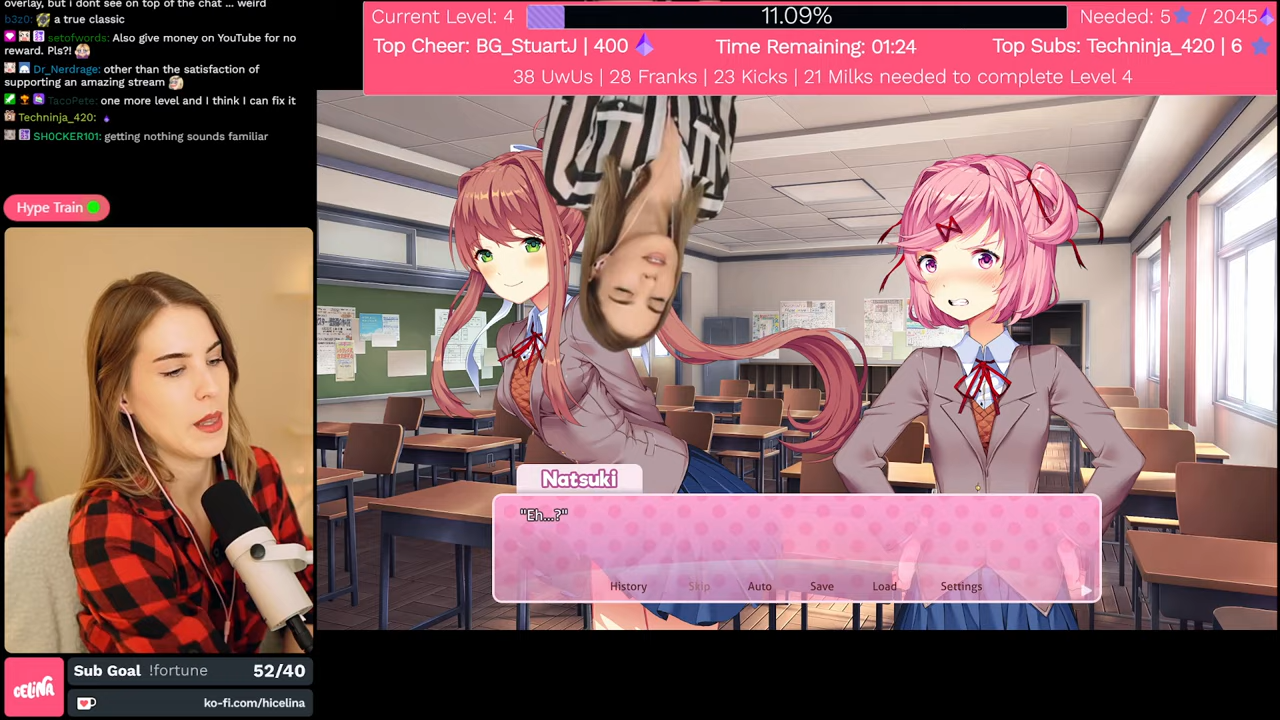 overlay, but i dont see on top of the chat ... weird
b3z0: a true classic
setofwords: Also give money on YouTube for no
reward. Pls?!
Dr_Nerdrage: other than the satisfaction of
supporting an amazing stream
TacoPete: one more level and I think I can fix it
Techninja_420:
SH0CKER101: getting nothing sounds familiar
Hype Train
Current Level: 4
11.09%
Needed: 5 / 2045
Top Cheer: BG_StuartJ | 400
Time Remaining: 01:24
Top Subs: Techninja_420 | 6
38 UwUs | 28 Franks | 23 Kicks | 21 Milks needed to complete Level 4
Natsuki
"Eh...?"
History Skip Auto Save Load Settings
CELINA
Sub Goal !fortune 52/40
ko-fi.com/hicelina